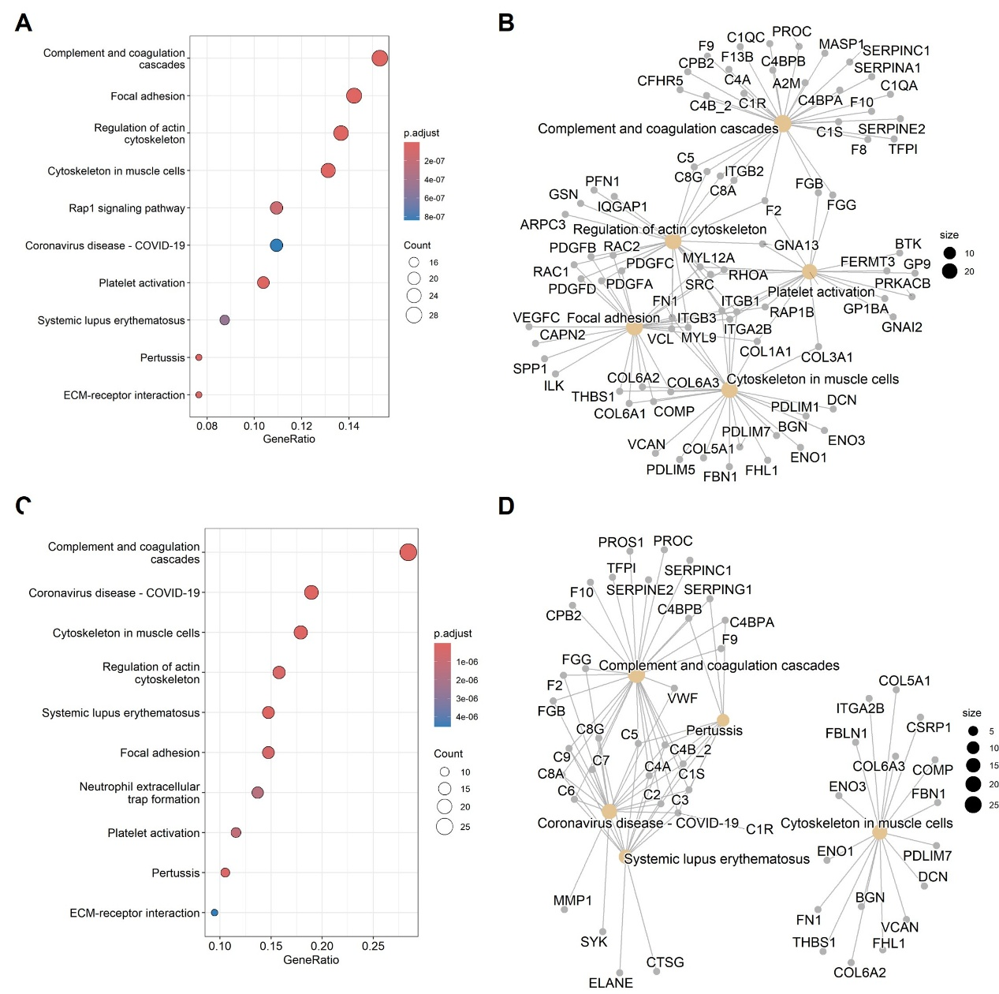 A
Complement and coagulation
cascades
Focal adhesion
Regulation of actin
cytoskeleton
Cytoskeleton in muscle cells
Rap1 signaling pathway
Coronavirus disease - COVID-19
Platelet activation
Systemic lupus erythematosus
Pertussis
ECM-receptor interaction
0.08 0.10 0.12 0.14
GeneRatio
p.adjust
2e-07
4e-07
6e-07
8e-07
Count
16
20
24
28
B
C1QC PROC
F9 MASP1
F13B SERPINC1
CPB2 C4BPB
SERPINA1
CFHR5 C4A A2M C1QA
C4B_2 C1R C4BPA F10
Complement and coagulation cascades C1S SERPINE2
F8 TFPI
C5
C8G ITGB2
PFN1 C8A FGB
GSN IQGAP1 F2 FGG
ARPC3
Regulation of actin cytoskeleton
PDGFB RAC2 GNA13 BTK
RAC1 PDGFC MYL12A FERMT3 GP9
PDGFD PDGFA SRC RHOA PRKACB
Platelet activation
FN1 ITGB1 GP1BA
VEGFC Focal adhesion ITGB3 RAP1B GNAI2
CAPN2 VCL MYL9 ITGA2B
COL1A1 COL3A1
SPP1
ILK COL6A2 COL6A3 Cytoskeleton in muscle cells
THBS1
COL6A1 COMP PDLIM1 DCN
PDLIM7 BGN
VCAN COL5A1 ENO3
PDLIM5 FBN1 FHL1 ENO1
size
10
20
C
Complement and coagulation
cascades
Coronavirus disease - COVID-19
Cytoskeleton in muscle cells
Regulation of actin
cytoskeleton
Systemic lupus erythematosus
Focal adhesion
Neutrophil extracellular
trap formation
Platelet activation
Pertussis
ECM-receptor interaction
0.10 0.15 0.20 0.25
GeneRatio
p.adjust
1e-06
2e-06
3e-06
4e-06
Count
10
15
20
25
D
PROS1 PROC
TFPI SERPINC1
F10 SERPINE2 SERPING1
CPB2 C4BPB
C4BPA
F9
FGG Complement and coagulation cascades
F2 VWF
FGB
C8G C5 Pertussis
C9 C7 C4B_2
C8A C4A C1S
C6 C2 C3
Coronavirus disease - COVID-19 C1R
Systemic lupus erythematosus
MMP1
SYK
ELANE CTSG
COL5A1
ITGA2B
FBLN1 CSRP1
COL6A3 COMP
ENO3 FBN1
Cytoskeleton in muscle cells
ENO1 PDLIM7
DCN
BGN
FN1 VCAN
THBS1 FHL1
COL6A2
size
5
10
15
20
25